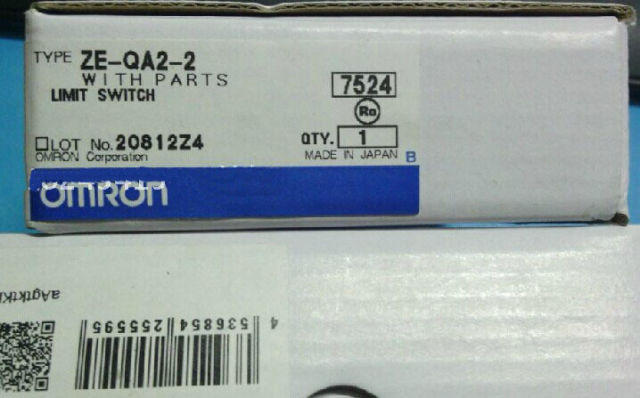 TYPE ZE-QA2-2
WITH PARTS
LIMIT SWITCH
7524
Ro
LOT No. 20812Z4
QTY. 1
OMRON Corporation
MADE IN JAPAN B
OMRON
4 536854 255595